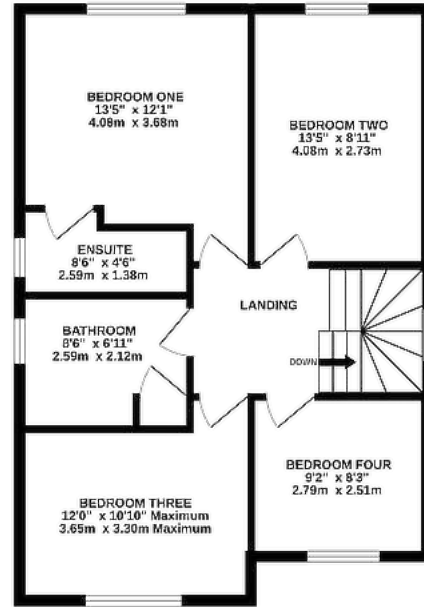 BEDROOM ONE
13'5" x 12'1"
4.08m x 3.68m
BEDROOM TWO
13'5" x 8'11"
4.08m x 2.73m
ENSUITE
8'6" x 4'6"
2.59m x 1.38m
LANDING
BATHROOM
8'6" x 6'11"
2.59m x 2.12m
DOWN
BEDROOM FOUR
9'2" x 8'3"
2.79m x 2.51m
BEDROOM THREE
12'0" x 10'10" Maximum
3.65m x 3.30m Maximum